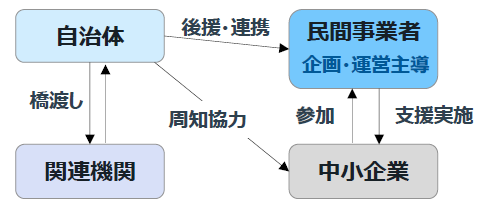 自治体
後援・連携
民間事業者
企画・運営主導
橋渡し
周知協力
参加
支援実施
関連機関
中小企業